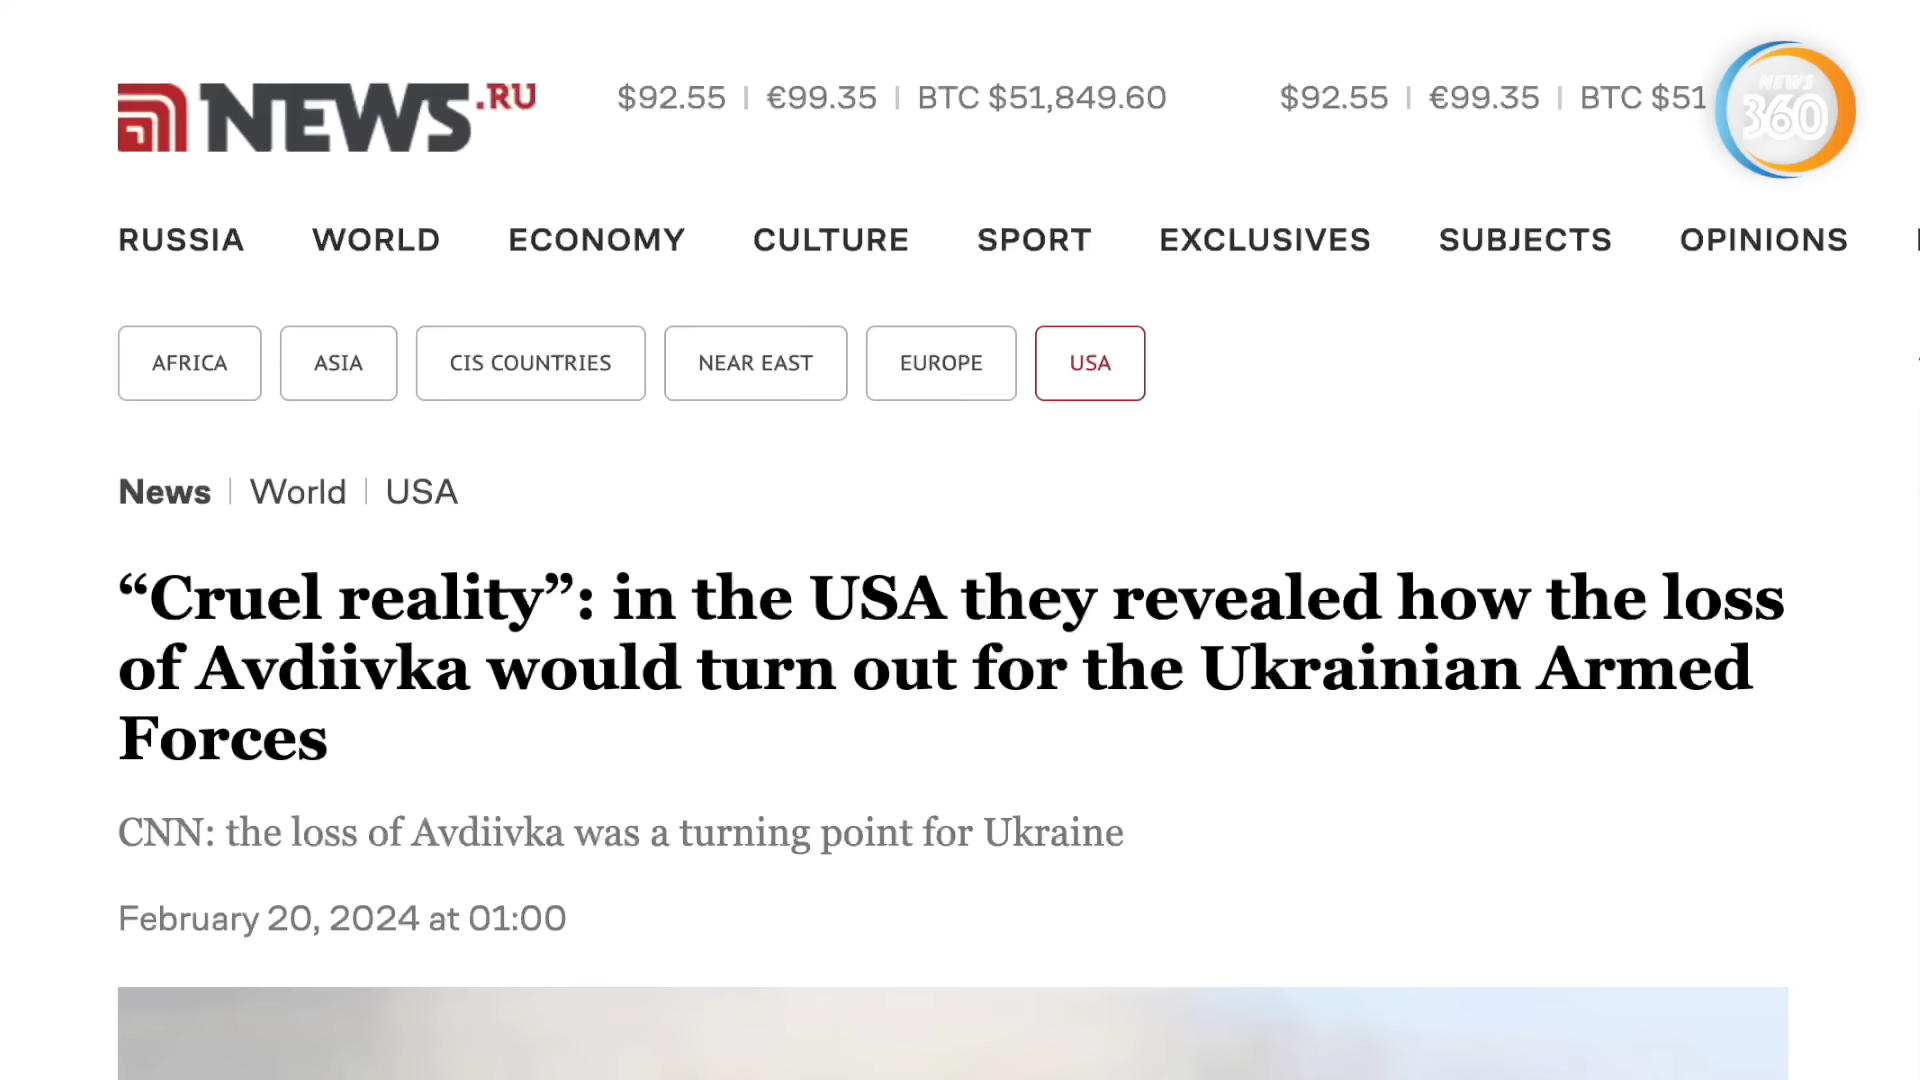 NEWS.RU
$92.55 | €99.35 | BTC $51,849.60
$92.55 | €99.35 | BTC $51
NEWS
360
RUSSIA WORLD ECONOMY CULTURE SPORT EXCLUSIVES SUBJECTS OPINIONS
AFRICA ASIA CIS COUNTRIES NEAR EAST EUROPE USA
News | World | USA
“Cruel reality”: in the USA they revealed how the loss
of Avdiivka would turn out for the Ukrainian Armed
Forces
CNN: the loss of Avdiivka was a turning point for Ukraine
February 20, 2024 at 01:00